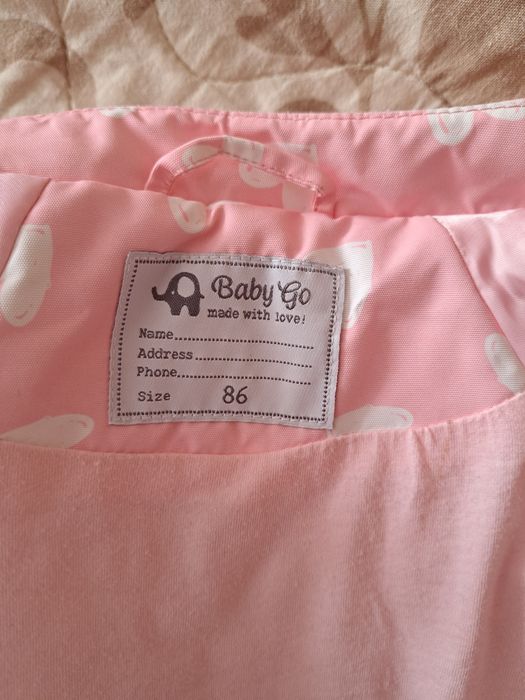 Baby Go
made with love!
Name
Address
Phone
Size 86